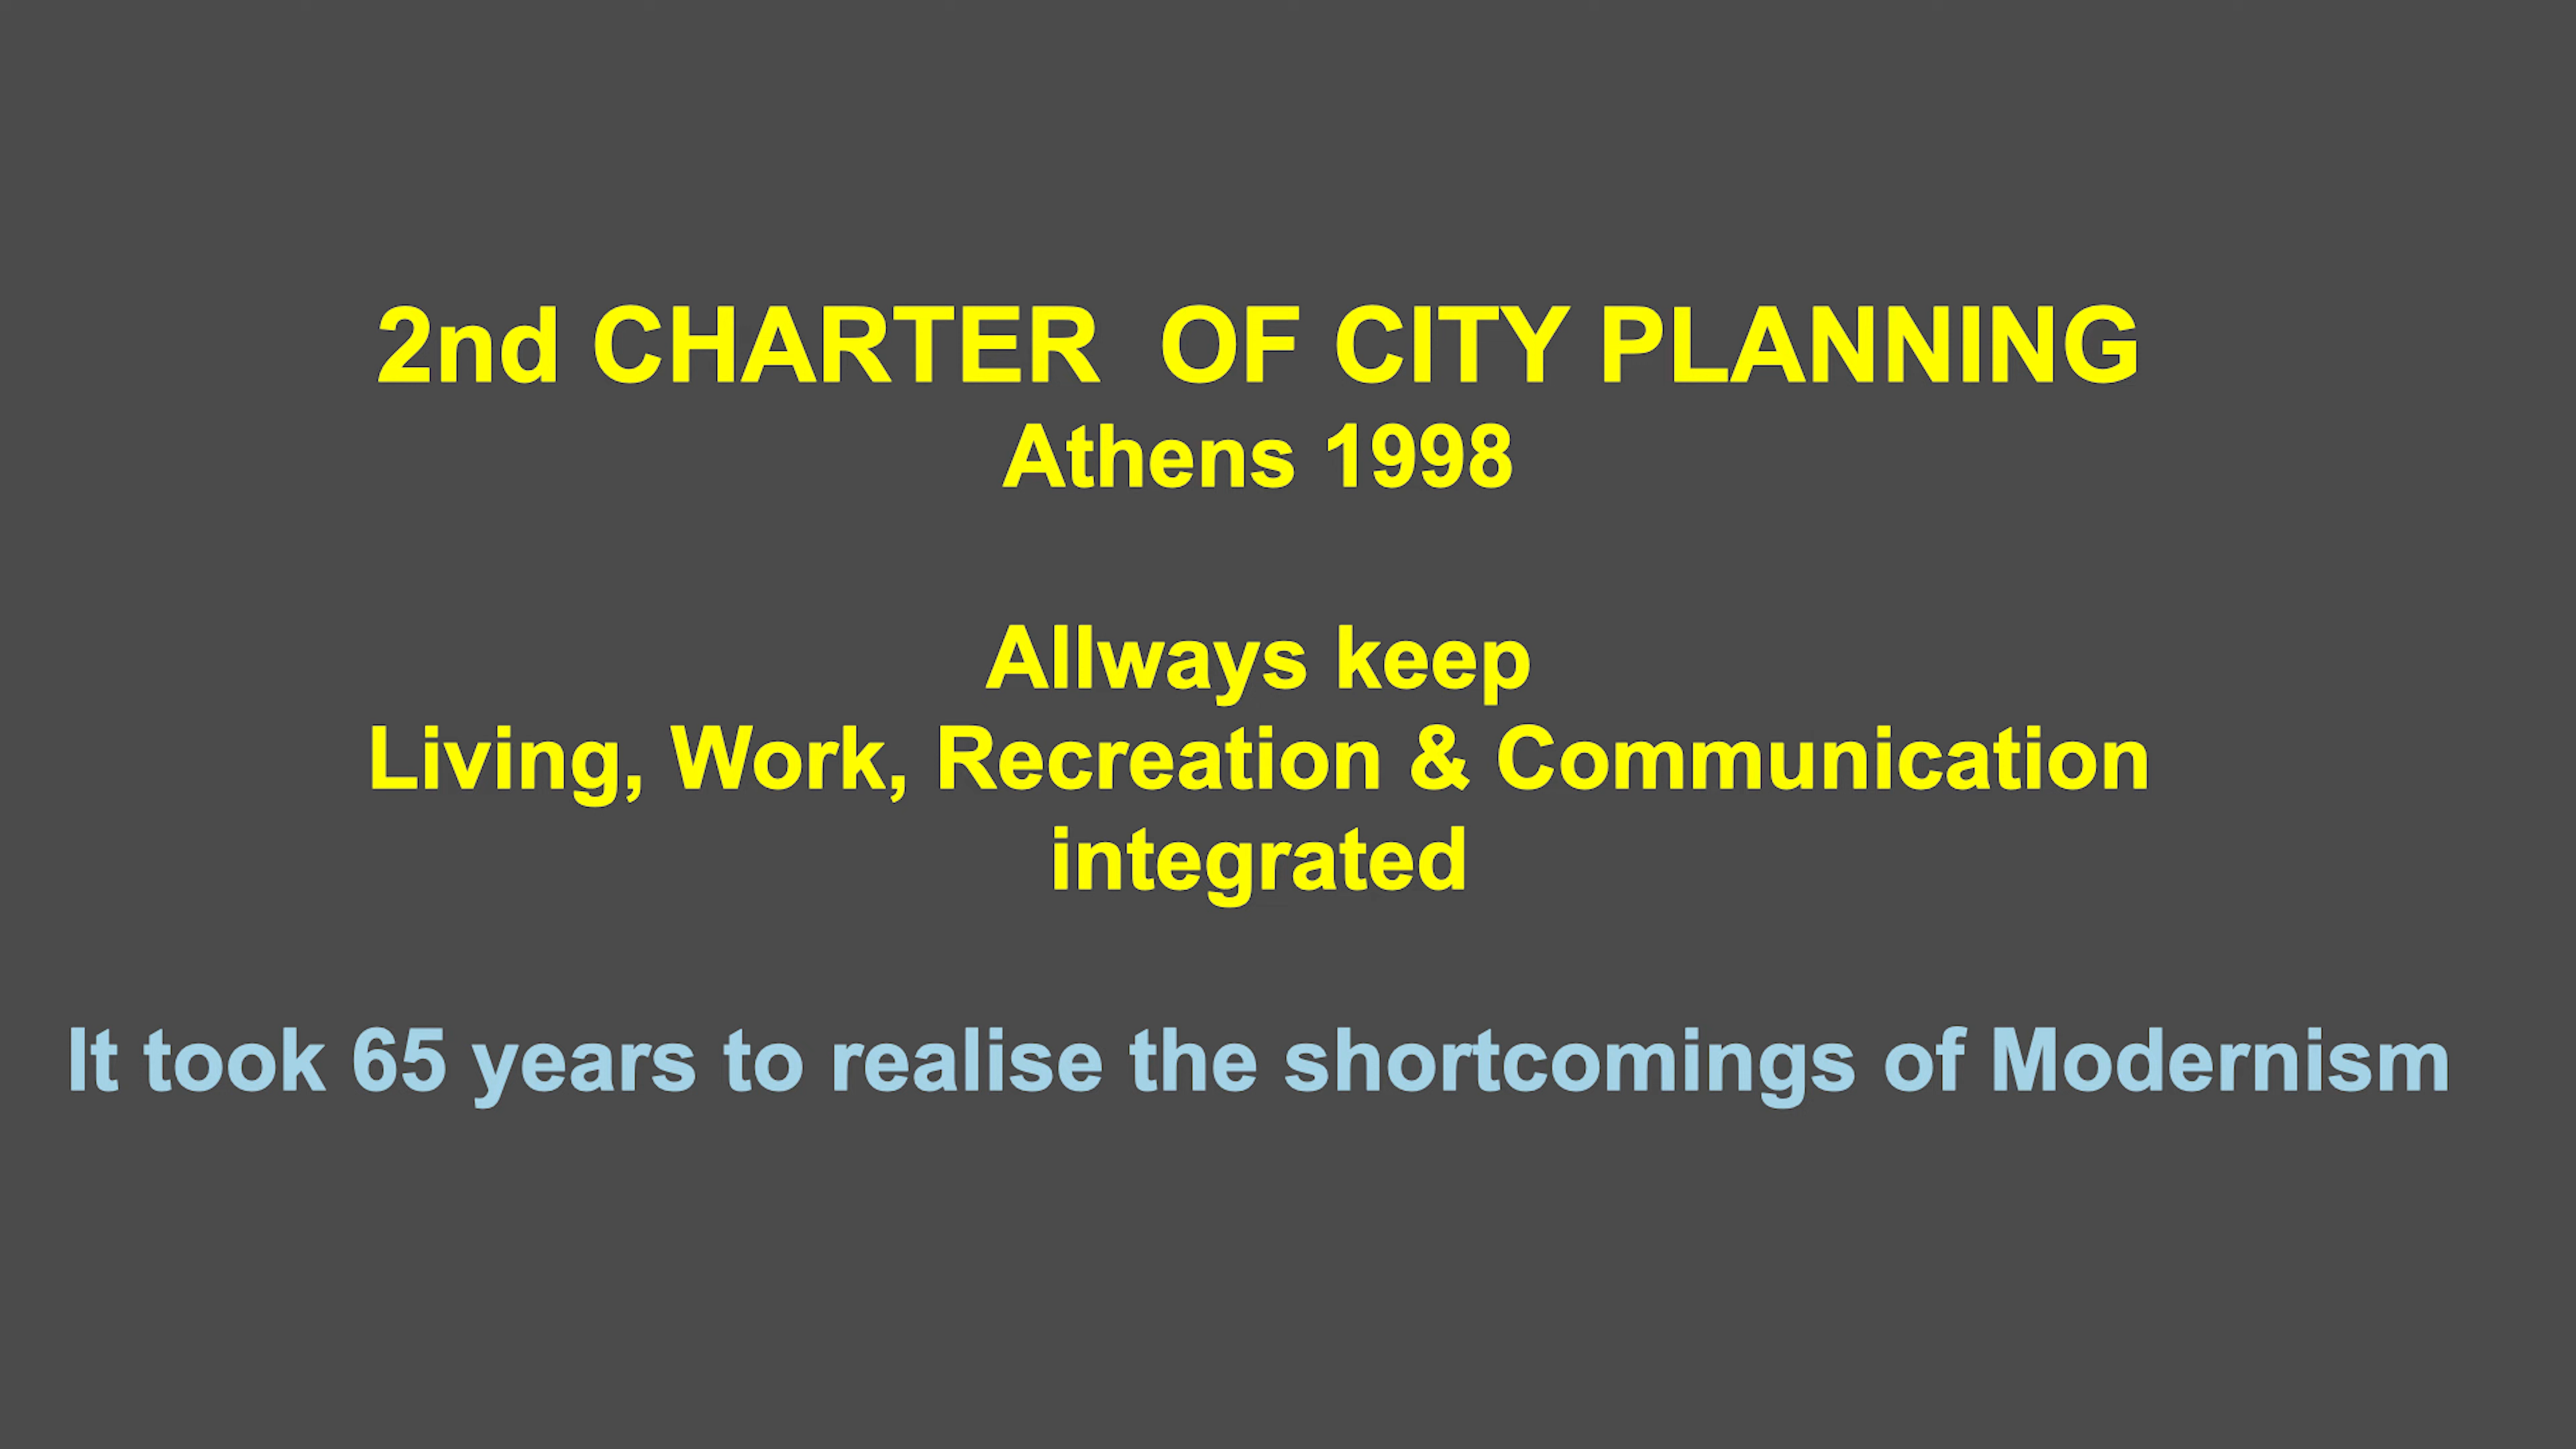 2nd CHARTER  OF CITY PLANNING
Athens 1998
Allways keep
Living, Work, Recreation & Communication
integrated
It took 65 years to realise the shortcomings of Modernism